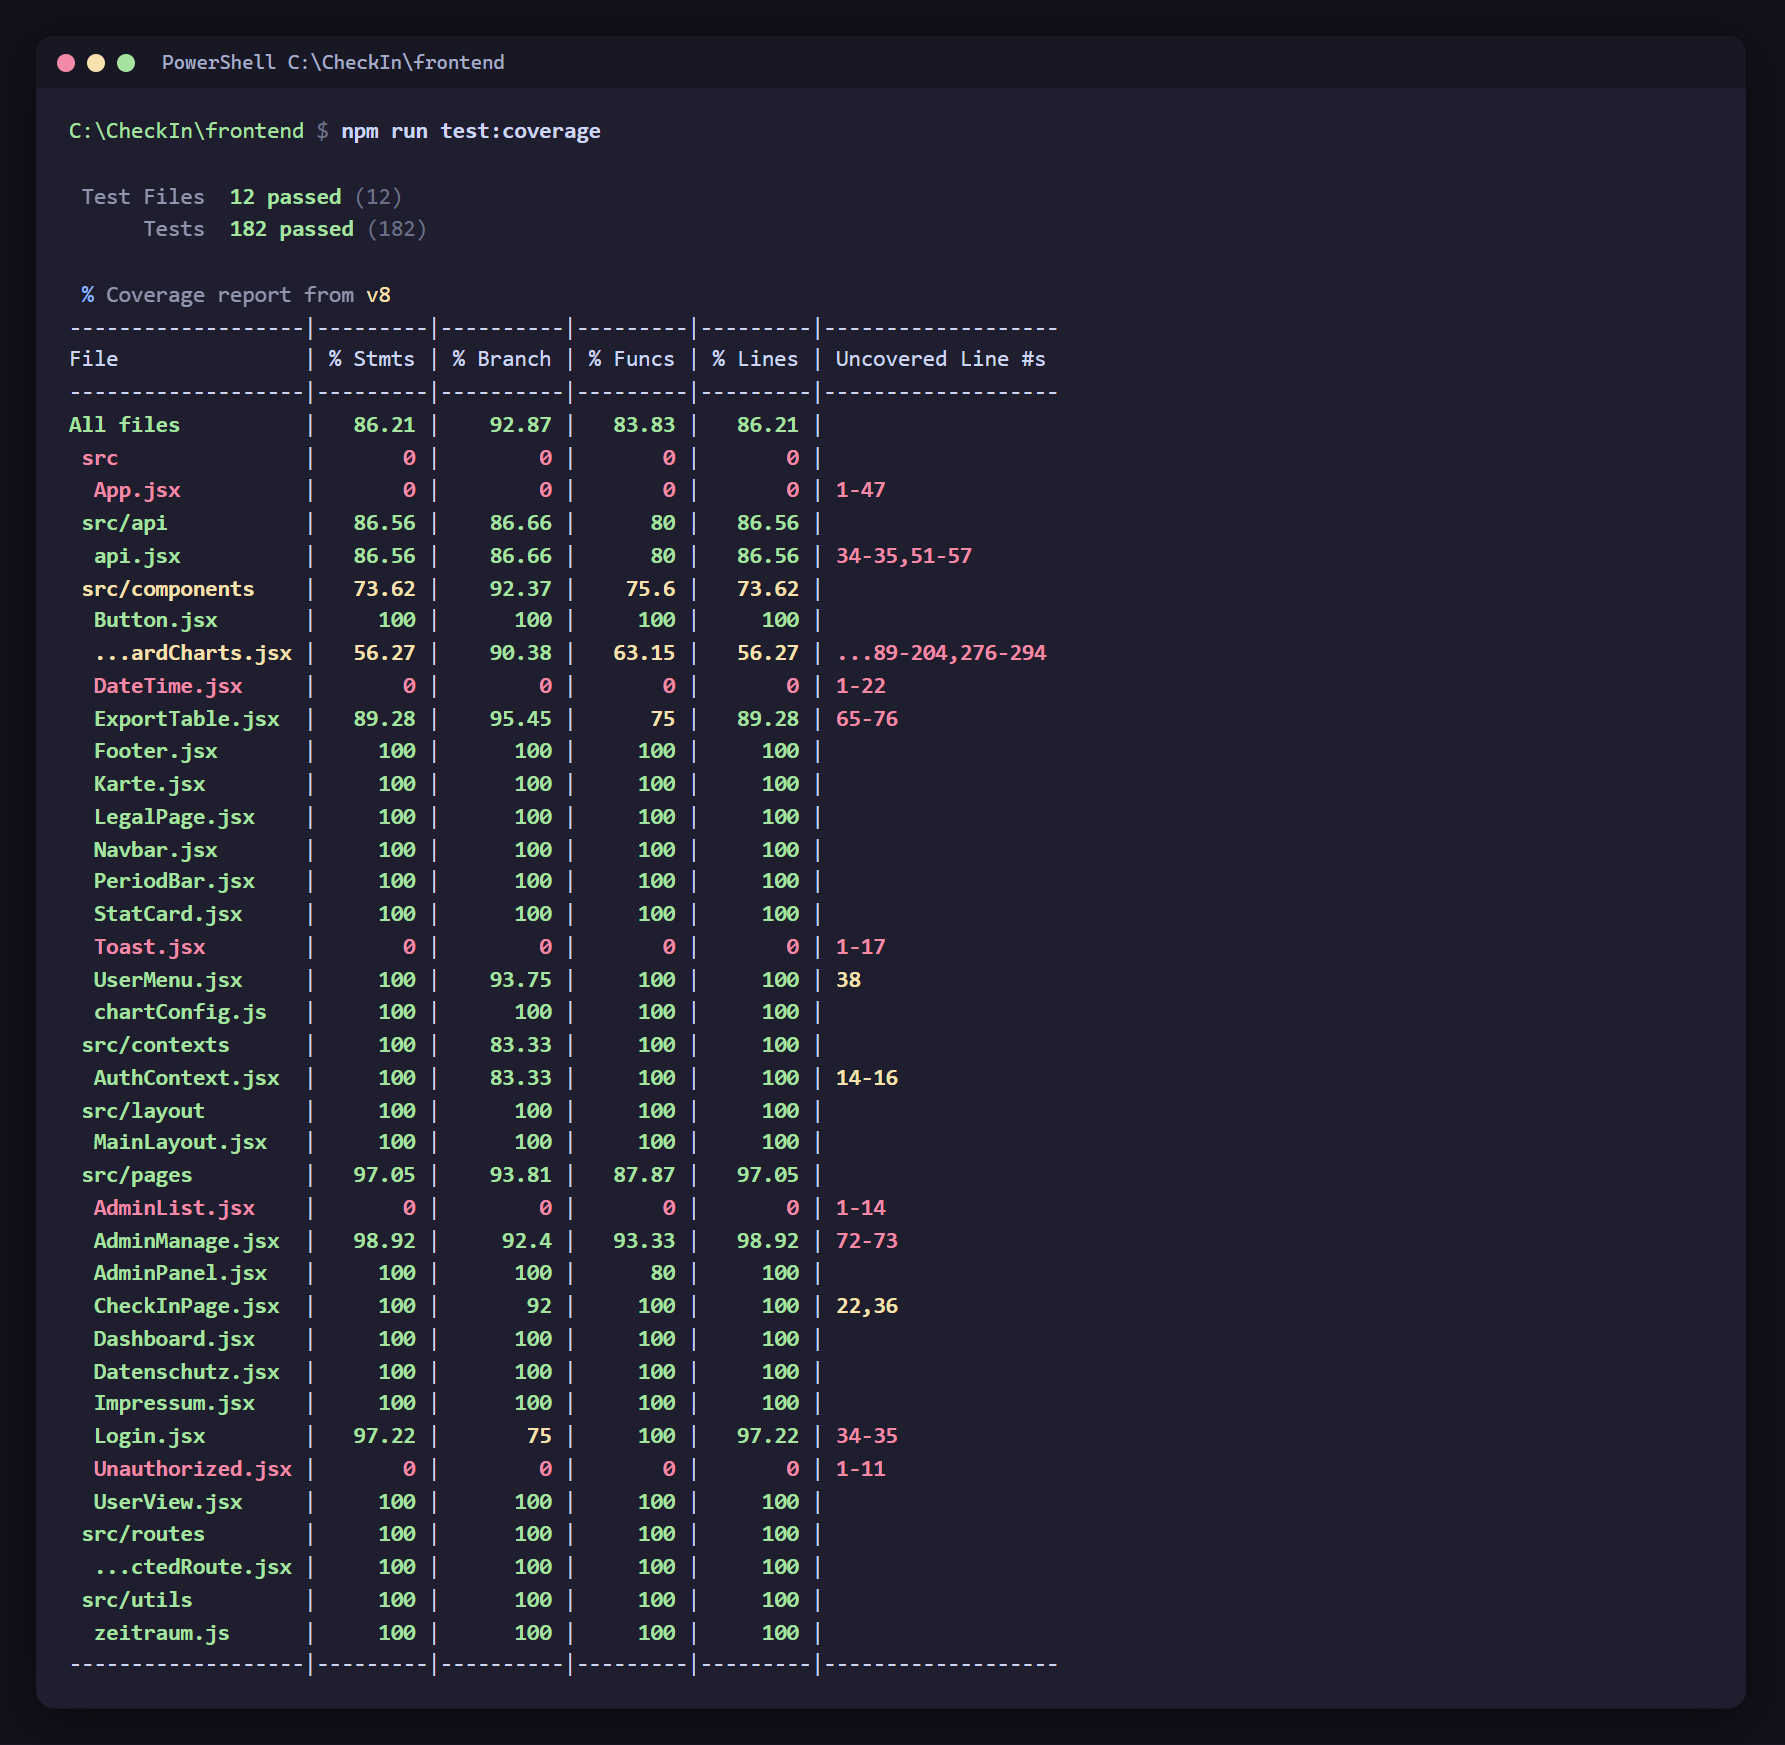 PowerShell C:\CheckIn\frontend
C:\CheckIn\frontend $ npm run test:coverage
 Test Files  12 passed (12)
      Tests  182 passed (182)
 % Coverage report from v8
-------------------|---------|----------|---------|---------|-------------------
File               | % Stmts | % Branch | % Funcs | % Lines | Uncovered Line #s
-------------------|---------|----------|---------|---------|-------------------
All files          |   86.21 |    92.87 |   83.83 |   86.21 |
 src               |       0 |        0 |       0 |       0 |
  App.jsx          |       0 |        0 |       0 |       0 | 1-47
 src/api           |   86.56 |    86.66 |      80 |   86.56 |
  api.jsx          |   86.56 |    86.66 |      80 |   86.56 | 34-35,51-57
 src/components    |   73.62 |    92.37 |    75.6 |   73.62 |
  Button.jsx       |     100 |      100 |     100 |     100 |
  ...ardCharts.jsx |   56.27 |    90.38 |   63.15 |   56.27 | ...89-204,276-294
  DateTime.jsx     |       0 |        0 |       0 |       0 | 1-22
  ExportTable.jsx  |   89.28 |    95.45 |      75 |   89.28 | 65-76
  Footer.jsx       |     100 |      100 |     100 |     100 |
  Karte.jsx        |     100 |      100 |     100 |     100 |
  LegalPage.jsx    |     100 |      100 |     100 |     100 |
  Navbar.jsx       |     100 |      100 |     100 |     100 |
  PeriodBar.jsx    |     100 |      100 |     100 |     100 |
  StatCard.jsx     |     100 |      100 |     100 |     100 |
  Toast.jsx        |       0 |        0 |       0 |       0 | 1-17
  UserMenu.jsx     |     100 |    93.75 |     100 |     100 | 38
  chartConfig.js   |     100 |      100 |     100 |     100 |
 src/contexts      |     100 |    83.33 |     100 |     100 |
  AuthContext.jsx  |     100 |    83.33 |     100 |     100 | 14-16
 src/layout        |     100 |      100 |     100 |     100 |
  MainLayout.jsx   |     100 |      100 |     100 |     100 |
 src/pages         |   97.05 |    93.81 |   87.87 |   97.05 |
  AdminList.jsx    |       0 |        0 |       0 |       0 | 1-14
  AdminManage.jsx  |   98.92 |     92.4 |   93.33 |   98.92 | 72-73
  AdminPanel.jsx   |     100 |      100 |      80 |     100 |
  CheckInPage.jsx  |     100 |       92 |     100 |     100 | 22,36
  Dashboard.jsx    |     100 |      100 |     100 |     100 |
  Datenschutz.jsx  |     100 |      100 |     100 |     100 |
  Impressum.jsx    |     100 |      100 |     100 |     100 |
  Login.jsx        |   97.22 |       75 |     100 |   97.22 | 34-35
  Unauthorized.jsx |       0 |        0 |       0 |       0 | 1-11
  UserView.jsx     |     100 |      100 |     100 |     100 |
 src/routes        |     100 |      100 |     100 |     100 |
  ...ctedRoute.jsx |     100 |      100 |     100 |     100 |
 src/utils         |     100 |      100 |     100 |     100 |
  zeitraum.js      |     100 |      100 |     100 |     100 |
-------------------|---------|----------|---------|---------|-------------------